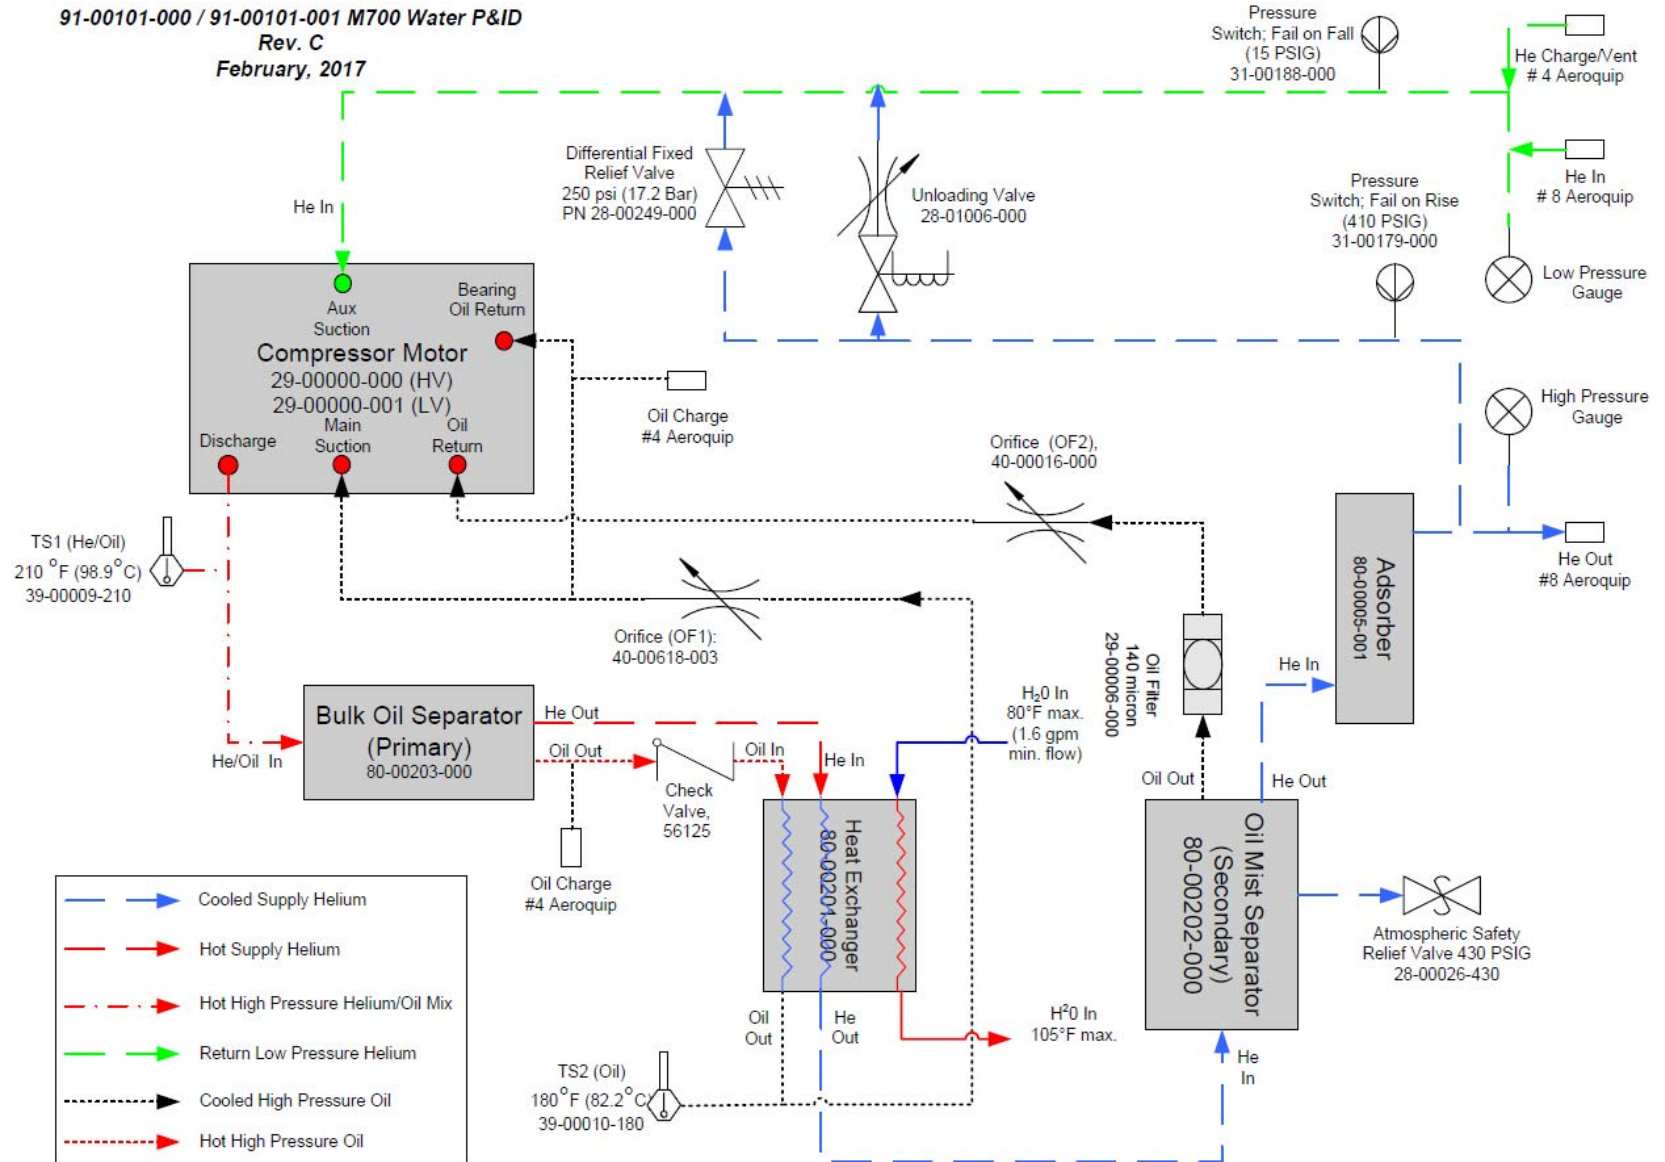 91-00101-000 / 91-00101-001 M700 Water P&ID
Rev. C
February, 2017
Pressure
Switch; Fail on Fall
(15 PSIG)
31-00188-000
He Charge/Vent
# 4 Aeroquip
Differential Fixed
Relief Valve
250 psi (17.2 Bar)
PN 28-00249-000
Unloading Valve
28-01006-000
Pressure
Switch; Fail on Rise
(410 PSIG)
31-00179-000
He In
# 8 Aeroquip
He In
Low Pressure
Gauge
Aux
Suction
Bearing
Oil Return
Compressor Motor
29-00000-000 (HV)
29-00000-001 (LV)
Discharge
Main
Suction
Oil
Return
Oil Charge
#4 Aeroquip
High Pressure
Gauge
Orifice (OF2),
40-00016-000
TS1 (He/Oil)
210 °F (98.9°C)
39-00009-210
He Out
#8 Aeroquip
Adsorber
80-00005-001
Orifice (OF1):
40-00618-003
Oil Filter
140 micron
29-00006-000
He In
Bulk Oil Separator
(Primary)
80-00203-000
He/Oil In
He Out
Oil Out
Oil In
He In
Check
Valve,
56125
H₂0 In
80°F max.
(1.6 gpm
min. flow)
Oil Out
He Out
Heat Exchanger
80-00201-000
Oil Mist Separator
(Secondary)
80-00202-000
Oil Charge
#4 Aeroquip
Atmospheric Safety
Relief Valve 430 PSIG
28-00026-430
Oil
Out
He
Out
H²0 In
105°F max.
He
In
TS2 (Oil)
180°F (82.2°C)
39-00010-180
Cooled Supply Helium
Hot Supply Helium
Hot High Pressure Helium/Oil Mix
Return Low Pressure Helium
Cooled High Pressure Oil
Hot High Pressure Oil